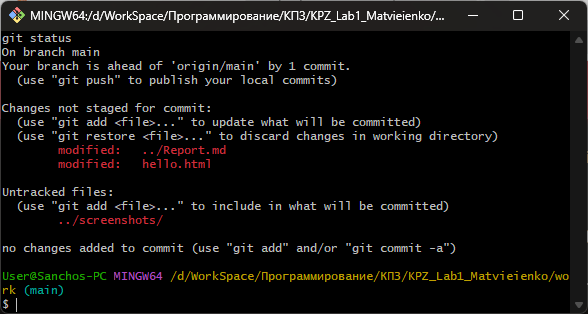 MINGW64:/d/WorkSpace/Программирование/КПЗ/KPZ_Lab1_Matvieienko/...
git status
On branch main
Your branch is ahead of 'origin/main' by 1 commit.
  (use "git push" to publish your local commits)

Changes not staged for commit:
  (use "git add <file>..." to update what will be committed)
  (use "git restore <file>..." to discard changes in working directory)
        modified:   ../Report.md
        modified:   hello.html

Untracked files:
  (use "git add <file>..." to include in what will be committed)
        ../screenshots/

no changes added to commit (use "git add" and/or "git commit -a")

User@Sanchos-PC MINGW64 /d/WorkSpace/Программирование/КПЗ/KPZ_Lab1_Matvieienko/wo
rk (main)
$